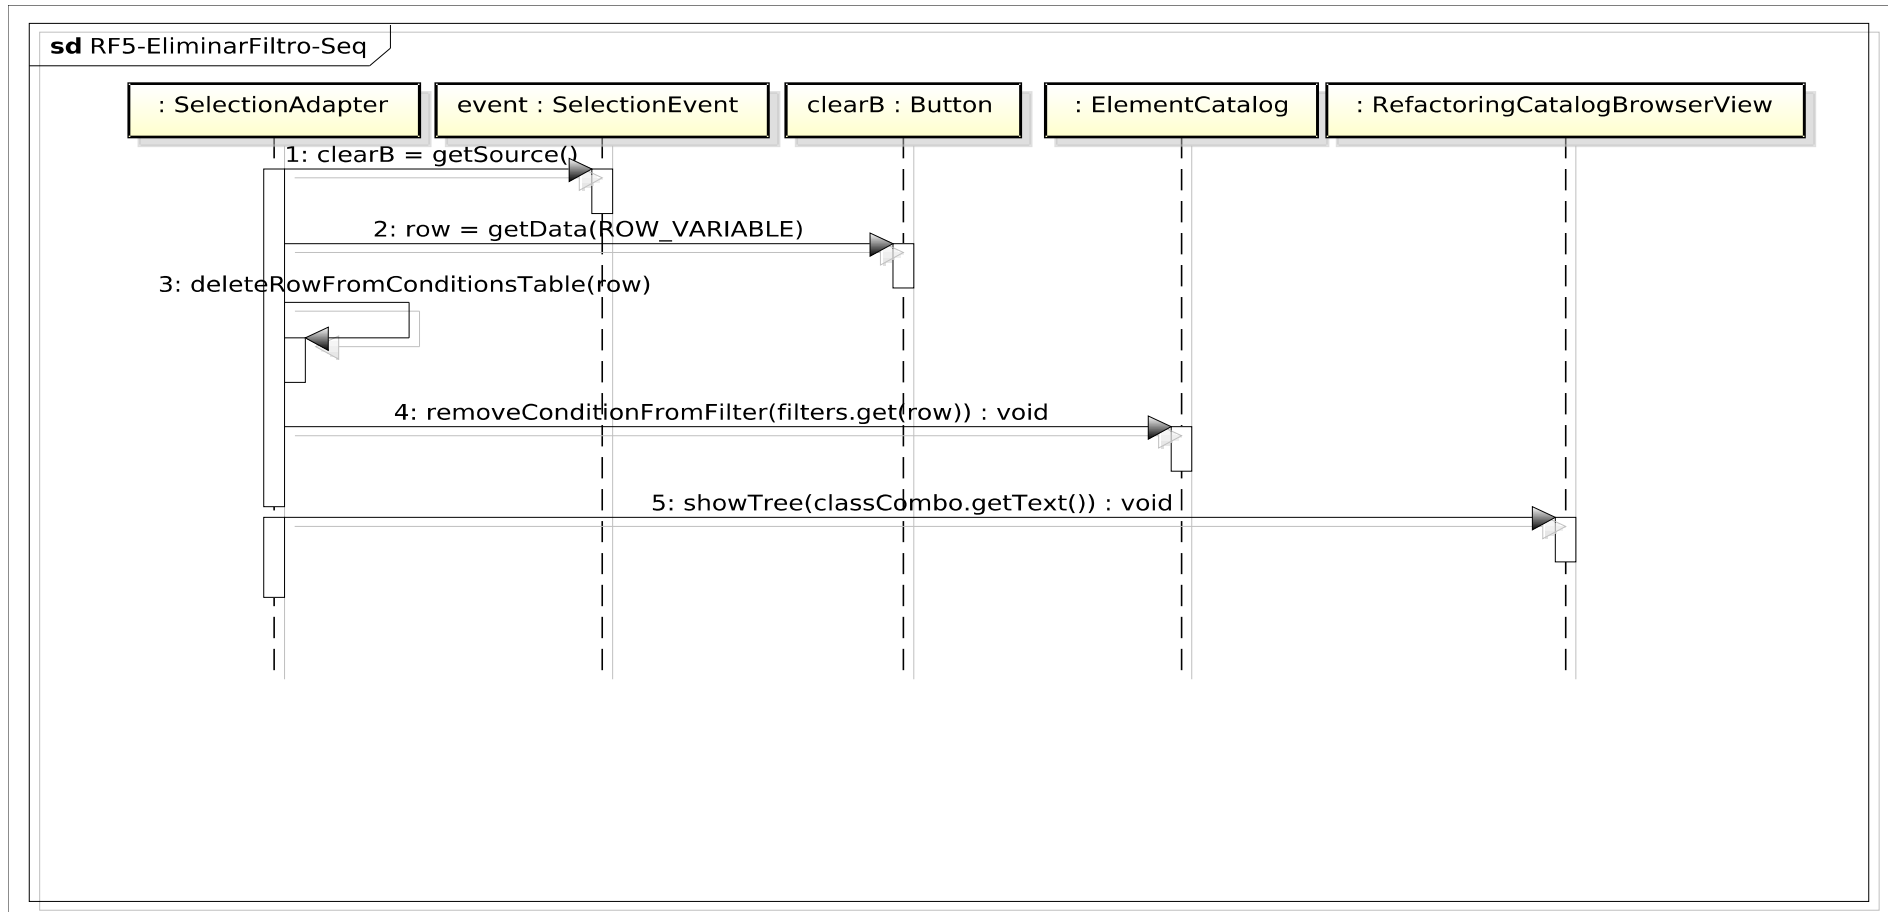 sd RF5-EliminarFiltro-Seq
: SelectionAdapter
event : SelectionEvent
clearB : Button
: ElementCatalog
: RefactoringCatalogBrowserView
1: clearB = getSource()
2: row = getData(ROW_VARIABLE)
3: deleteRowFromConditionsTable(row)
4: removeConditionFromFilter(filters.get(row)) : void
5: showTree(classCombo.getText()) : void